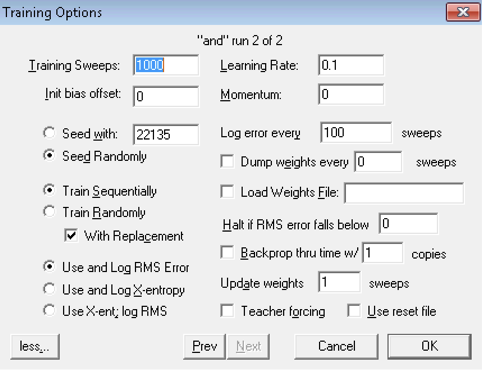 Training Options
"and" run 2 of 2
Training Sweeps: 1000 Learning Rate: 0.1
Init bias offset: 0 Momentum: 0
Seed with: 22135 Log error every 100 sweeps
Seed Randomly Dump weights every 0 sweeps
Train Sequentially Load Weights File:
Train Randomly Halt if RMS error falls below 0
With Replacement Backprop thru time w/ 1 copies
Use and Log RMS Error Update weights 1 sweeps
Use and Log X-entropy
Use X-ent; log RMS Teacher forcing Use reset file
less... Prev Next Cancel OK